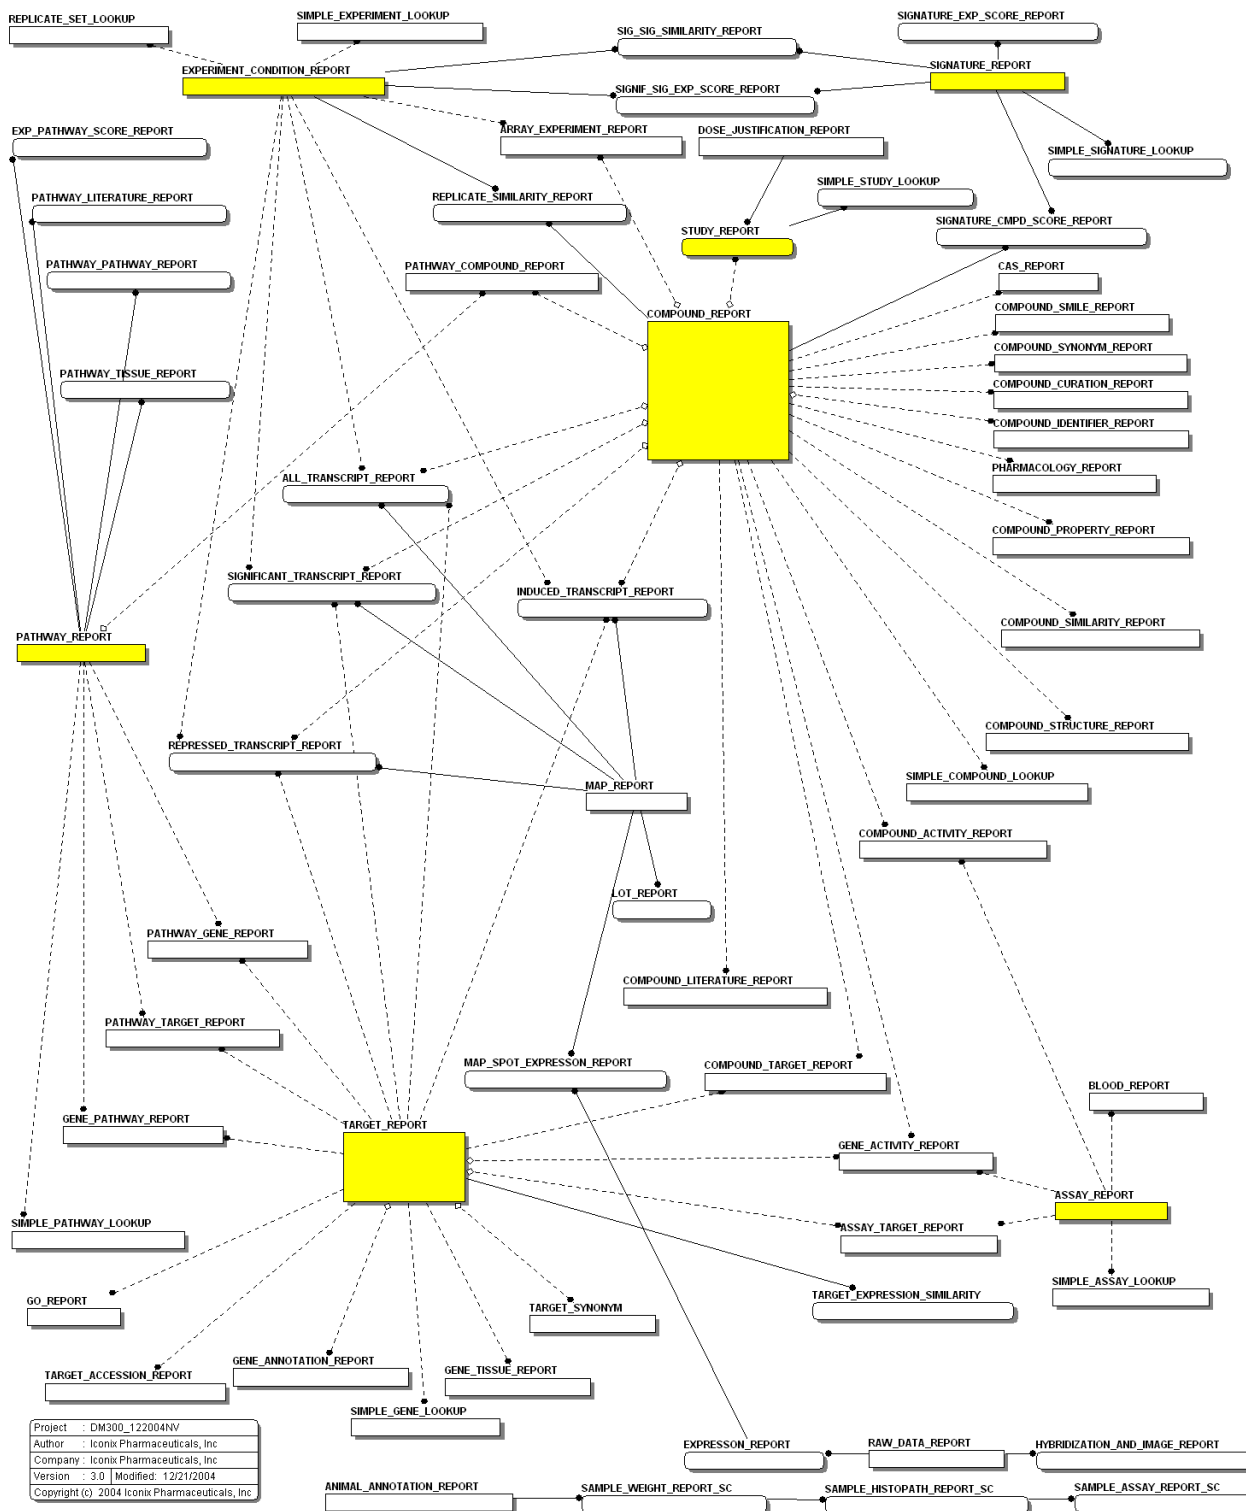 REPLICATE_SET_LOOKUP
SIMPLE_EXPERIMENT_LOOKUP
SIG_SIG_SIMILARITY_REPORT
SIGNATURE_EXP_SCORE_REPORT
EXPERIMENT_CONDITION_REPORT
SIGNATURE_REPORT
SIGNIF_SIG_EXP_SCORE_REPORT
EXP_PATHWAY_SCORE_REPORT
ARRAY_EXPERIMENT_REPORT
DOSE_JUSTIFICATION_REPORT
SIMPLE_SIGNATURE_LOOKUP
PATHWAY_LITERATURE_REPORT
REPLICATE_SIMILARITY_REPORT
SIMPLE_STUDY_LOOKUP
SIGNATURE_CMPD_SCORE_REPORT
STUDY_REPORT
PATHWAY_PATHWAY_REPORT
PATHWAY_COMPOUND_REPORT
CAS_REPORT
COMPOUND_REPORT
COMPOUND_SMILE_REPORT
COMPOUND_SYNONYM_REPORT
PATHWAY_TISSUE_REPORT
COMPOUND_CURATION_REPORT
COMPOUND_IDENTIFIER_REPORT
PHARMACOLOGY_REPORT
ALL_TRANSCRIPT_REPORT
COMPOUND_PROPERTY_REPORT
SIGNIFICANT_TRANSCRIPT_REPORT
INDUCED_TRANSCRIPT_REPORT
COMPOUND_SIMILARITY_REPORT
PATHWAY_REPORT
COMPOUND_STRUCTURE_REPORT
REPRESSED_TRANSCRIPT_REPORT
SIMPLE_COMPOUND_LOOKUP
MAP_REPORT
COMPOUND_ACTIVITY_REPORT
LOT_REPORT
PATHWAY_GENE_REPORT
COMPOUND_LITERATURE_REPORT
PATHWAY_TARGET_REPORT
MAP_SPOT_EXPRESSON_REPORT
COMPOUND_TARGET_REPORT
BLOOD_REPORT
GENE_PATHWAY_REPORT
TARGET_REPORT
GENE_ACTIVITY_REPORT
ASSAY_REPORT
SIMPLE_PATHWAY_LOOKUP
ASSAY_TARGET_REPORT
SIMPLE_ASSAY_LOOKUP
GO_REPORT
TARGET_SYNONYM
TARGET_EXPRESSION_SIMILARITY
TARGET_ACCESSION_REPORT
GENE_ANNOTATION_REPORT
GENE_TISSUE_REPORT
SIMPLE_GENE_LOOKUP
EXPRESSON_REPORT
RAW_DATA_REPORT
HYBRIDIZATION_AND_IMAGE_REPORT
ANIMAL_ANNOTATION_REPORT
SAMPLE_WEIGHT_REPORT_SC
SAMPLE_HISTOPATH_REPORT_SC
SAMPLE_ASSAY_REPORT_SC
Project : DM300_122004NV
Author : Iconix Pharmaceuticals, Inc
Company : Iconix Pharmaceuticals, Inc
Version : 3.0 Modified: 12/21/2004
Copyright (c) 2004 Iconix Pharmaceuticals, Inc